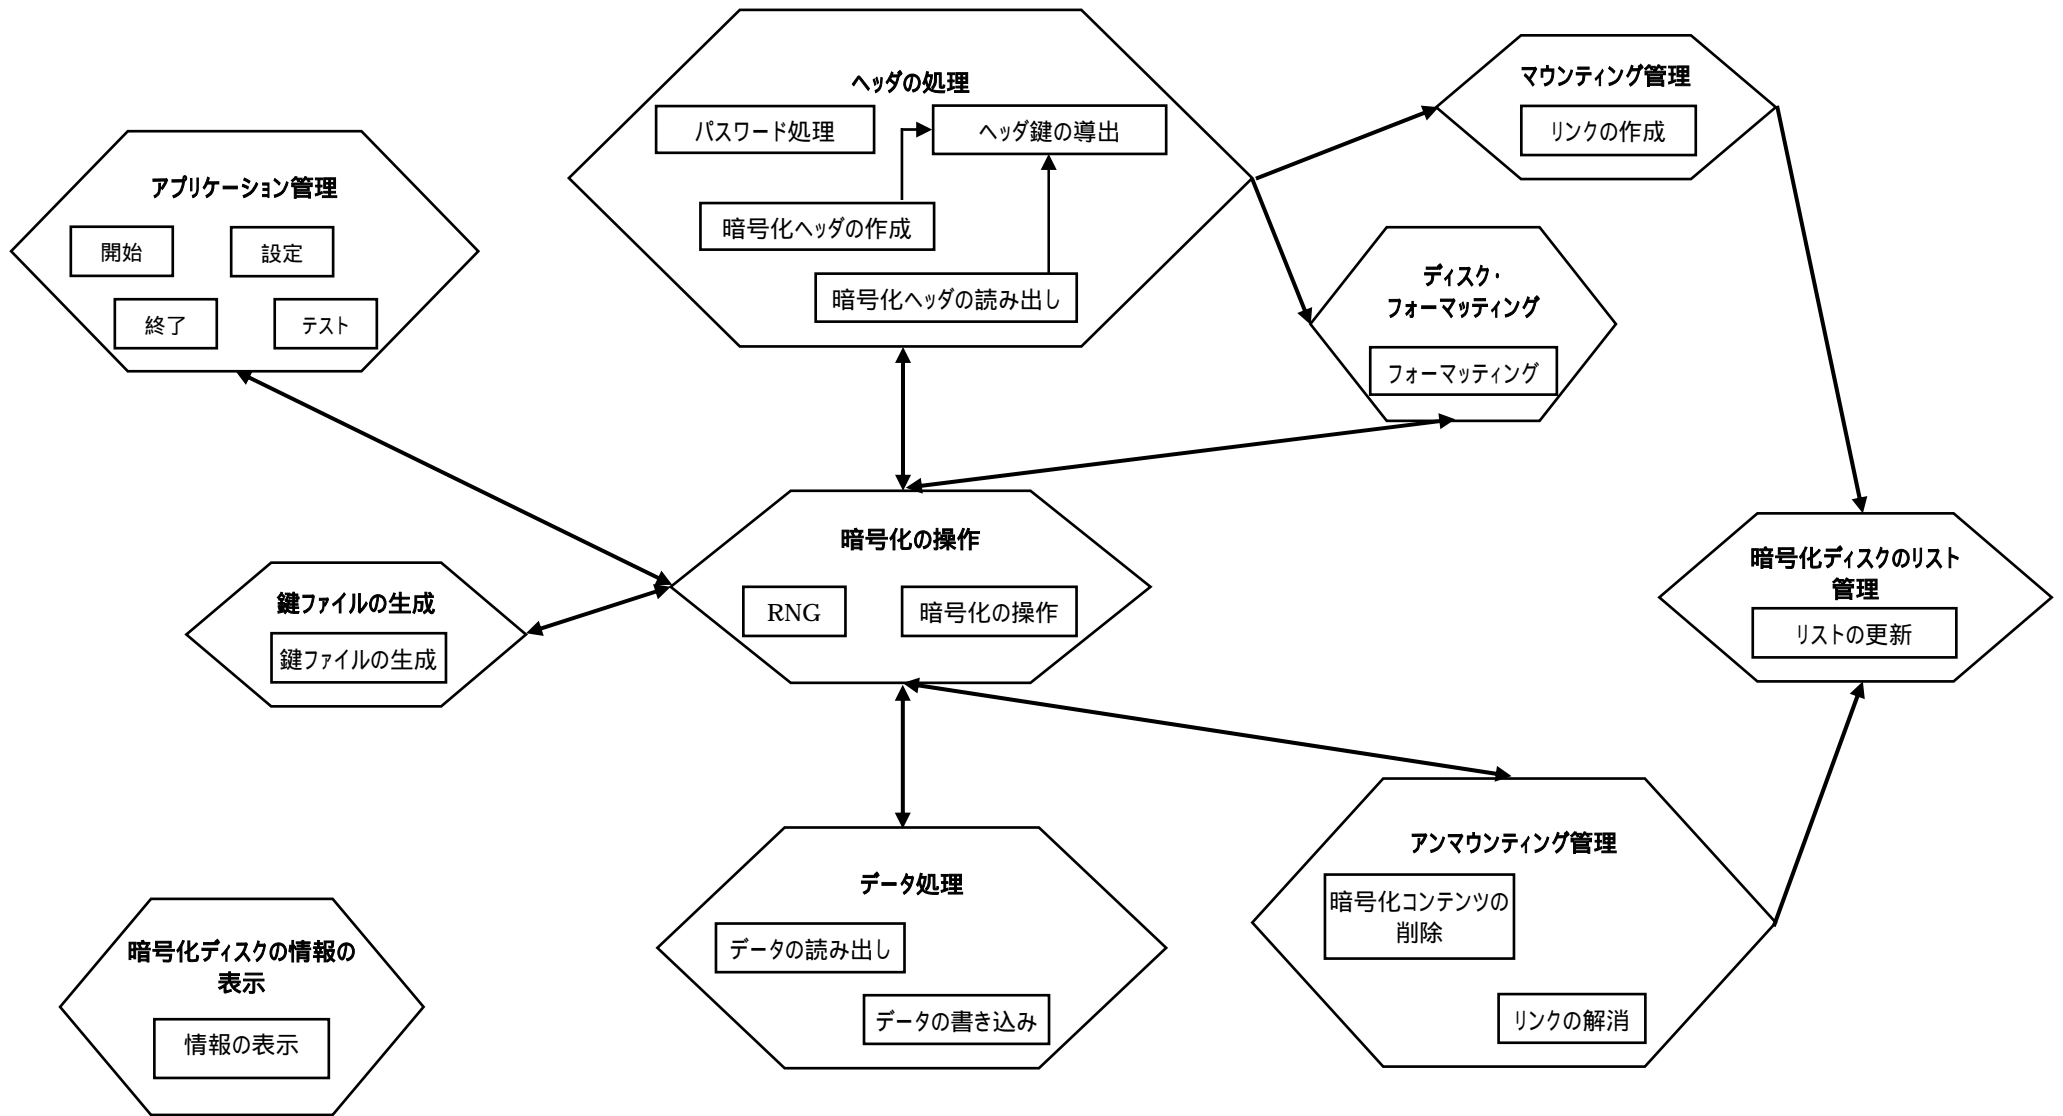 ヘッダの処理
パスワード処理
ヘッダ鍵の導出
暗号化ヘッダの作成
暗号化ヘッダの読み出し
マウンティング管理
リンクの作成
アプリケーション管理
開始
設定
終了
テスト
ディスク・
フォーマッティング
フォーマッティング
暗号化の操作
RNG
暗号化の操作
鍵ファイルの生成
鍵ファイルの生成
暗号化ディスクのリスト
管理
リストの更新
データ処理
データの読み出し
データの書き込み
アンマウンティング管理
暗号化コンテンツの
削除
リンクの解消
暗号化ディスクの情報の
表示
情報の表示